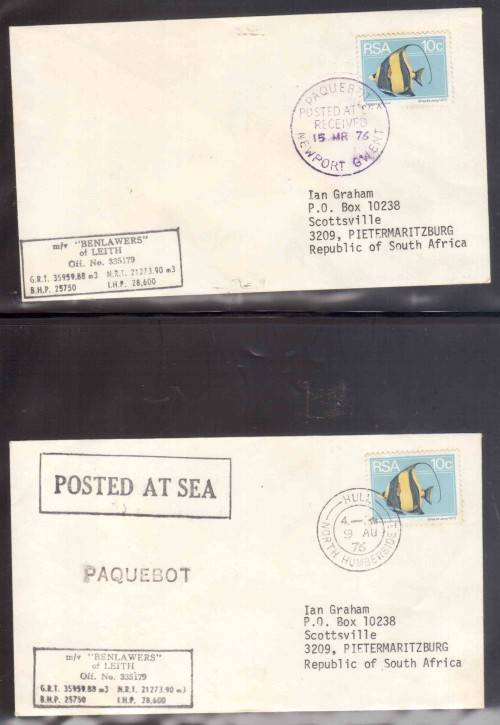 RSA 10c
PAQUEBOT
POSTED AT
RECEIVED
15 MR 76
NEWPORT GWENT
Ian Graham
P.O. Box 10238
Scottsville
3209, PIETERMARITZBURG
Republic of South Africa
m/v "BENLAWERS"
of LEITH
Off. No. 335179
G.R.T. 35959.88 m3 N.R.T. 21273.90 m3
B.H.P. 25750 I.H.P. 28,600
POSTED AT SEA
RSA 10c
HULL
9 AU
76
NORTH HUMBERSIDE
PAQUEBOT
Ian Graham
P.O. Box 10238
Scottsville
3209, PIETERMARITZBURG
Republic of South Africa
m/v "BENLAWERS"
of LEITH
Off. No. 335179
G.R.T. 35959.88 m3 N.R.T. 21273.90 m3
B.H.P. 25750 I.H.P. 28,600